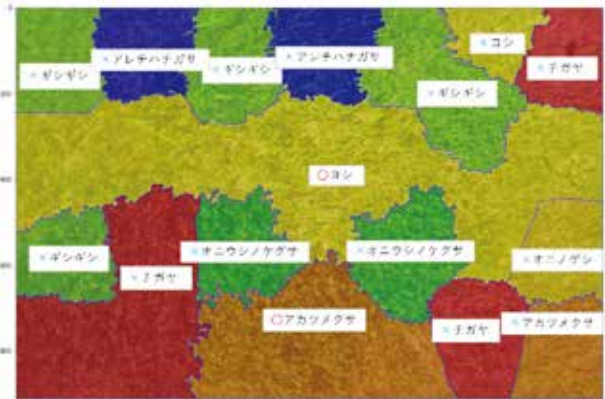 ×ヨシ
×アレチハナガサ
×ギシギシ
×アレチハナガサ
×ギシギシ
×チガヤ
×ギシギシ
○ヨシ
×ギシギシ
×チガヤ
×オニウシノケグサ
×オニウシノケグサ
×オニノゲシ
○アカツメクサ
×チガヤ
×アカツメクサ